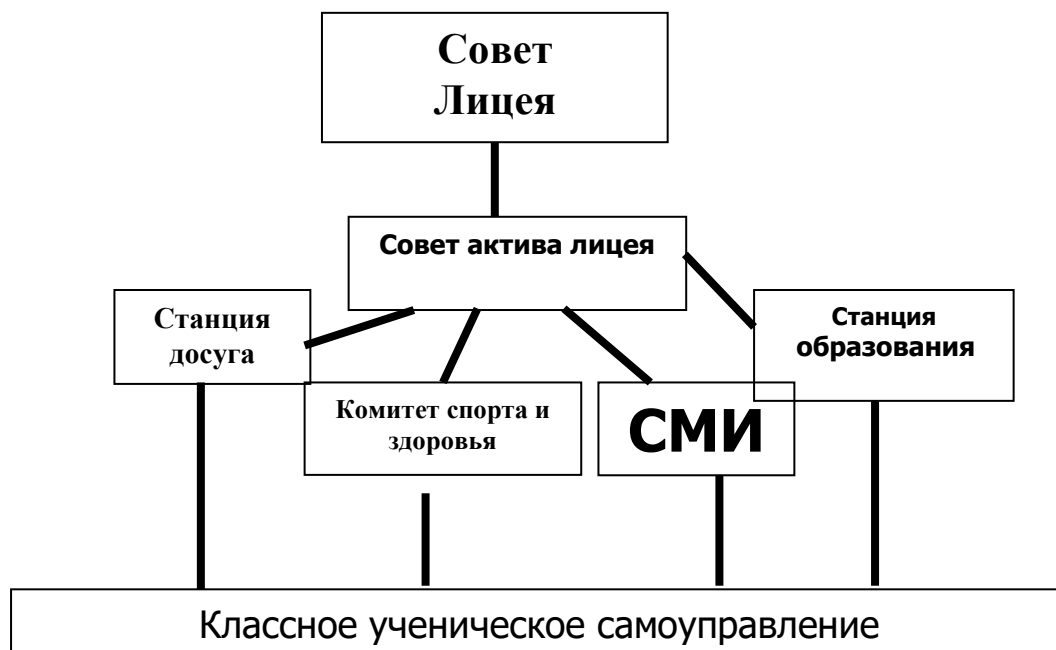 Совет
Лицея
Совет актива лицея
Станция
досуга
Станция
образования
Комитет спорта и
здоровья
СМИ
Классное ученическое самоуправление